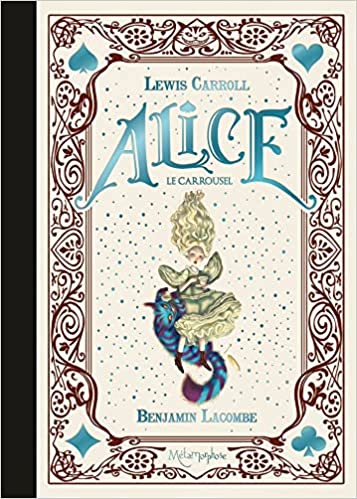 LEWIS CARROLL
ALICE
LE CARROUSEL
BENJAMIN LACOMBE
Métamorphose